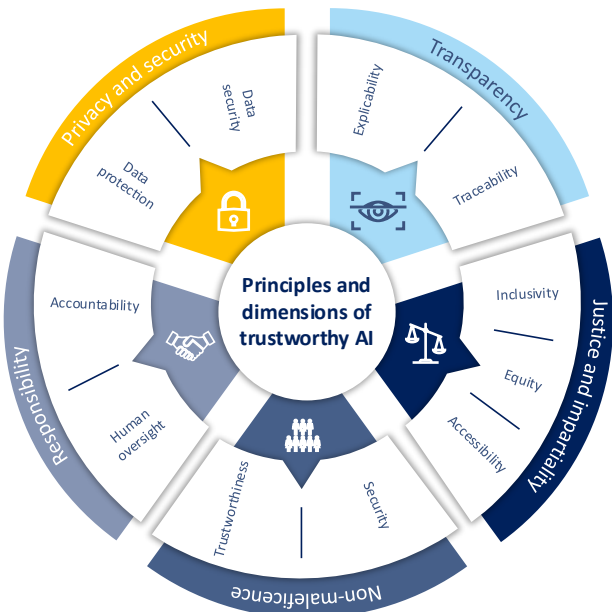 Principles and
dimensions of
trustworthy AI
Privacy and security
Data
protection
Data
security
Transparency
Explicability
Traceability
Justice and impartiality
Inclusivity
Equity
Accessibility
Non-maleficence
Security
Trustworthiness
Responsibility
Human
oversight
Accountability